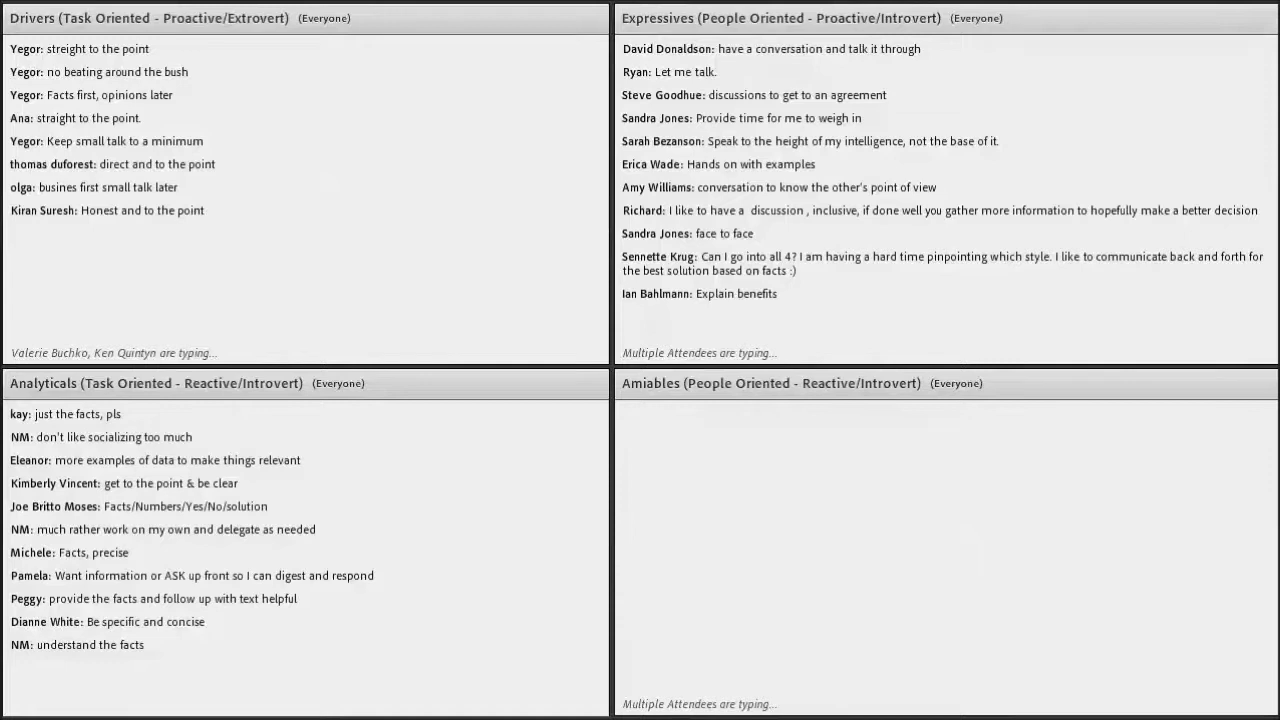 Drivers (Task Oriented - Proactive/Extrovert) (Everyone)
Yegor: streight to the point
Yegor: no beating around the bush
Yegor: Facts first, opinions later
Ana: straight to the point.
Yegor: Keep small talk to a minimum
thomas duforest: direct and to the point
olga: busines first small talk later
Kiran Suresh: Honest and to the point
Valerie Buchko, Ken Quintyn are typing...
Expressives (People Oriented - Proactive/Introvert) (Everyone)
David Donaldson: have a conversation and talk it through
Ryan: Let me talk.
Steve Goodhue: discussions to get to an agreement
Sandra Jones: Provide time for me to weigh in
Sarah Bezanson: Speak to the height of my intelligence, not the base of it.
Erica Wade: Hands on with examples
Amy Williams: conversation to know the other's point of view
Richard: I like to have a  discussion , inclusive, if done well you gather more information to hopefully make a better decision
Sandra Jones: face to face
Sennette Krug: Can I go into all 4? I am having a hard time pinpointing which style. I like to communicate back and forth for
the best solution based on facts :)
Ian Bahlmann: Explain benefits
Multiple Attendees are typing...
Analyticals (Task Oriented - Reactive/Introvert) (Everyone)
kay: just the facts, pls
NM: don't like socializing too much
Eleanor: more examples of data to make things relevant
Kimberly Vincent: get to the point & be clear
Joe Britto Moses: Facts/Numbers/Yes/No/solution
NM: much rather work on my own and delegate as needed
Michele: Facts, precise
Pamela: Want information or ASK up front so I can digest and respond
Peggy: provide the facts and follow up with text helpful
Dianne White: Be specific and concise
NM: understand the facts
Amiables (People Oriented - Reactive/Introvert) (Everyone)
Multiple Attendees are typing...